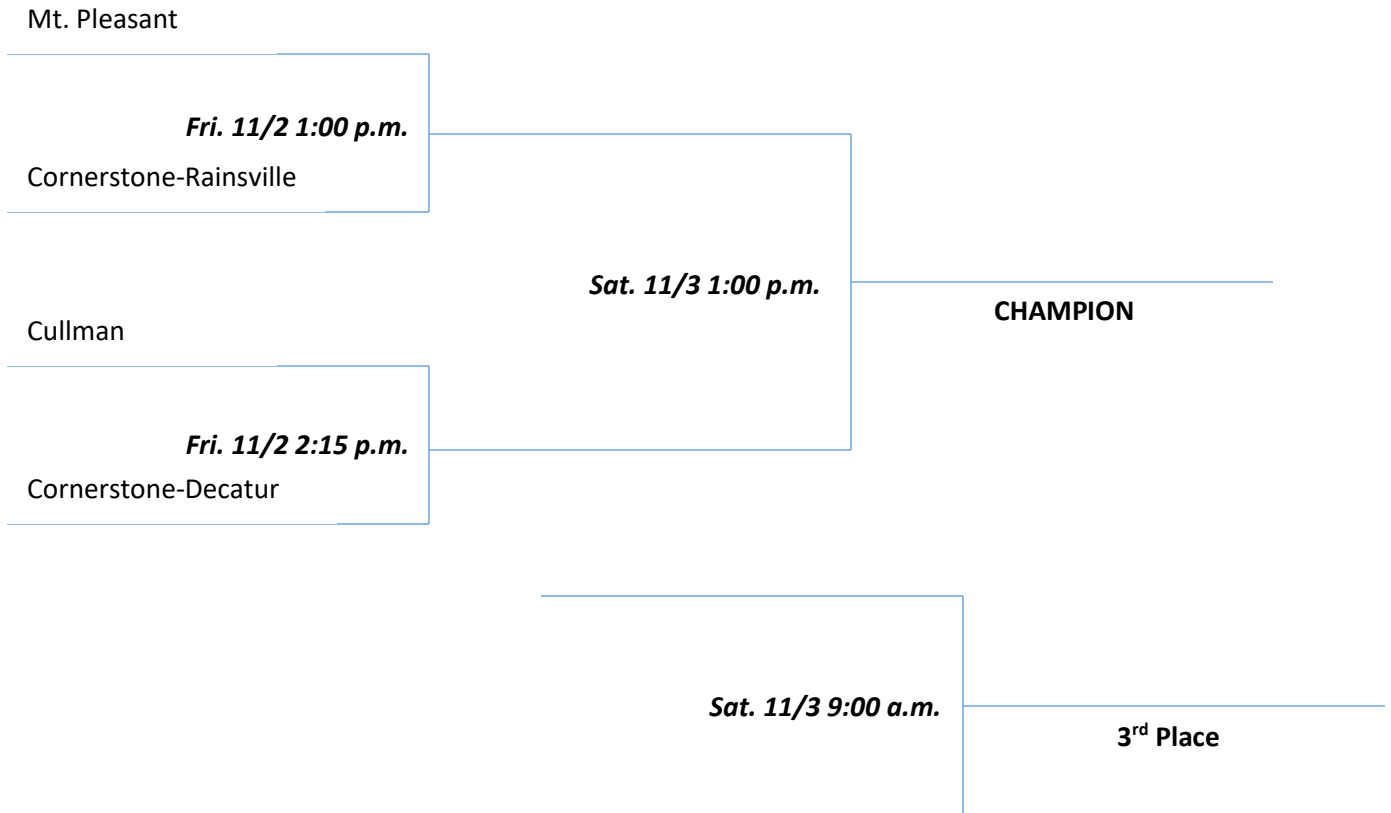 Mt. Pleasant
Fri. 11/2 1:00 p.m.
Cornerstone-Rainsville
Sat. 11/3 1:00 p.m.
CHAMPION
Cullman
Fri. 11/2 2:15 p.m.
Cornerstone-Decatur
Sat. 11/3 9:00 a.m.
3rd Place